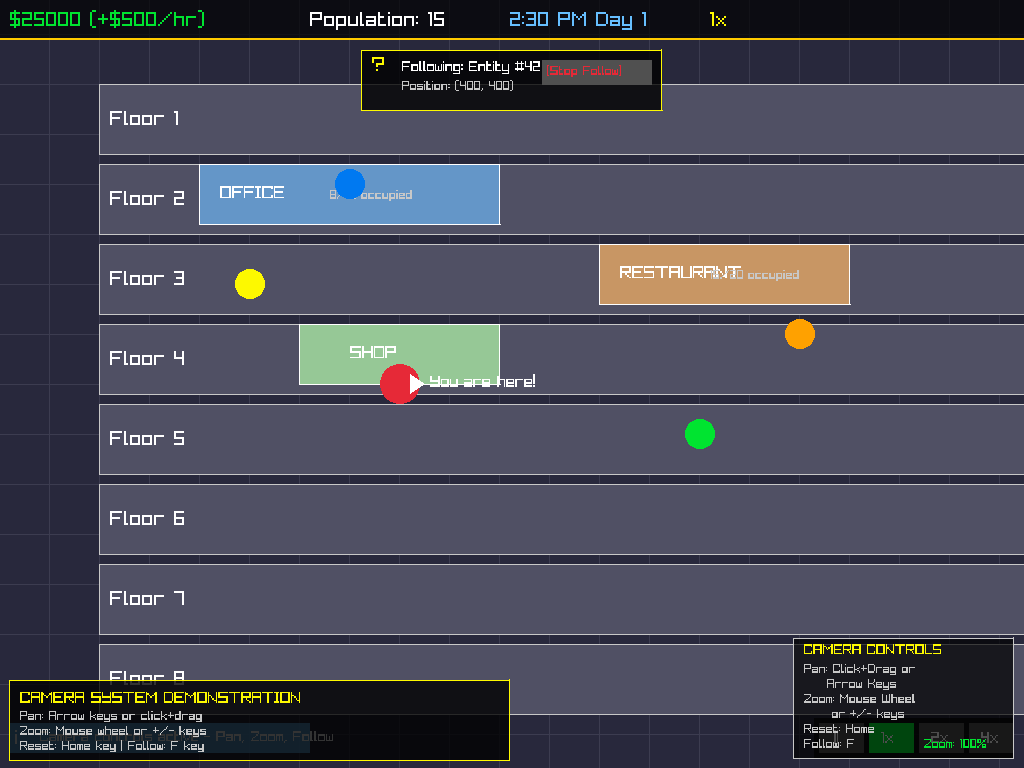 $25000 (+$500/hr)
Population: 15
2:30 PM Day 1
1x
?
Following: Entity #42
[Stop Follow]
Position: (400, 400)
Floor 1
Floor 2
OFFICE
occupied
Floor 3
RESTAURANT
occupied
Floor 4
SHOP
You are here!
Floor 5
Floor 6
Floor 7
Floor 8
CAMERA SYSTEM DEMONSTRATION
Pan: Arrow keys or click+drag
Zoom: Mouse wheel or +/- keys
Reset: Home key | Follow: F key
- Pan, Zoom, Follow
CAMERA CONTROLS
Pan: Click+Drag or
Arrow Keys
Zoom: Mouse Wheel
or +/- keys
Reset: Home
Follow: F
1x
2x
4x
Zoom: 100%